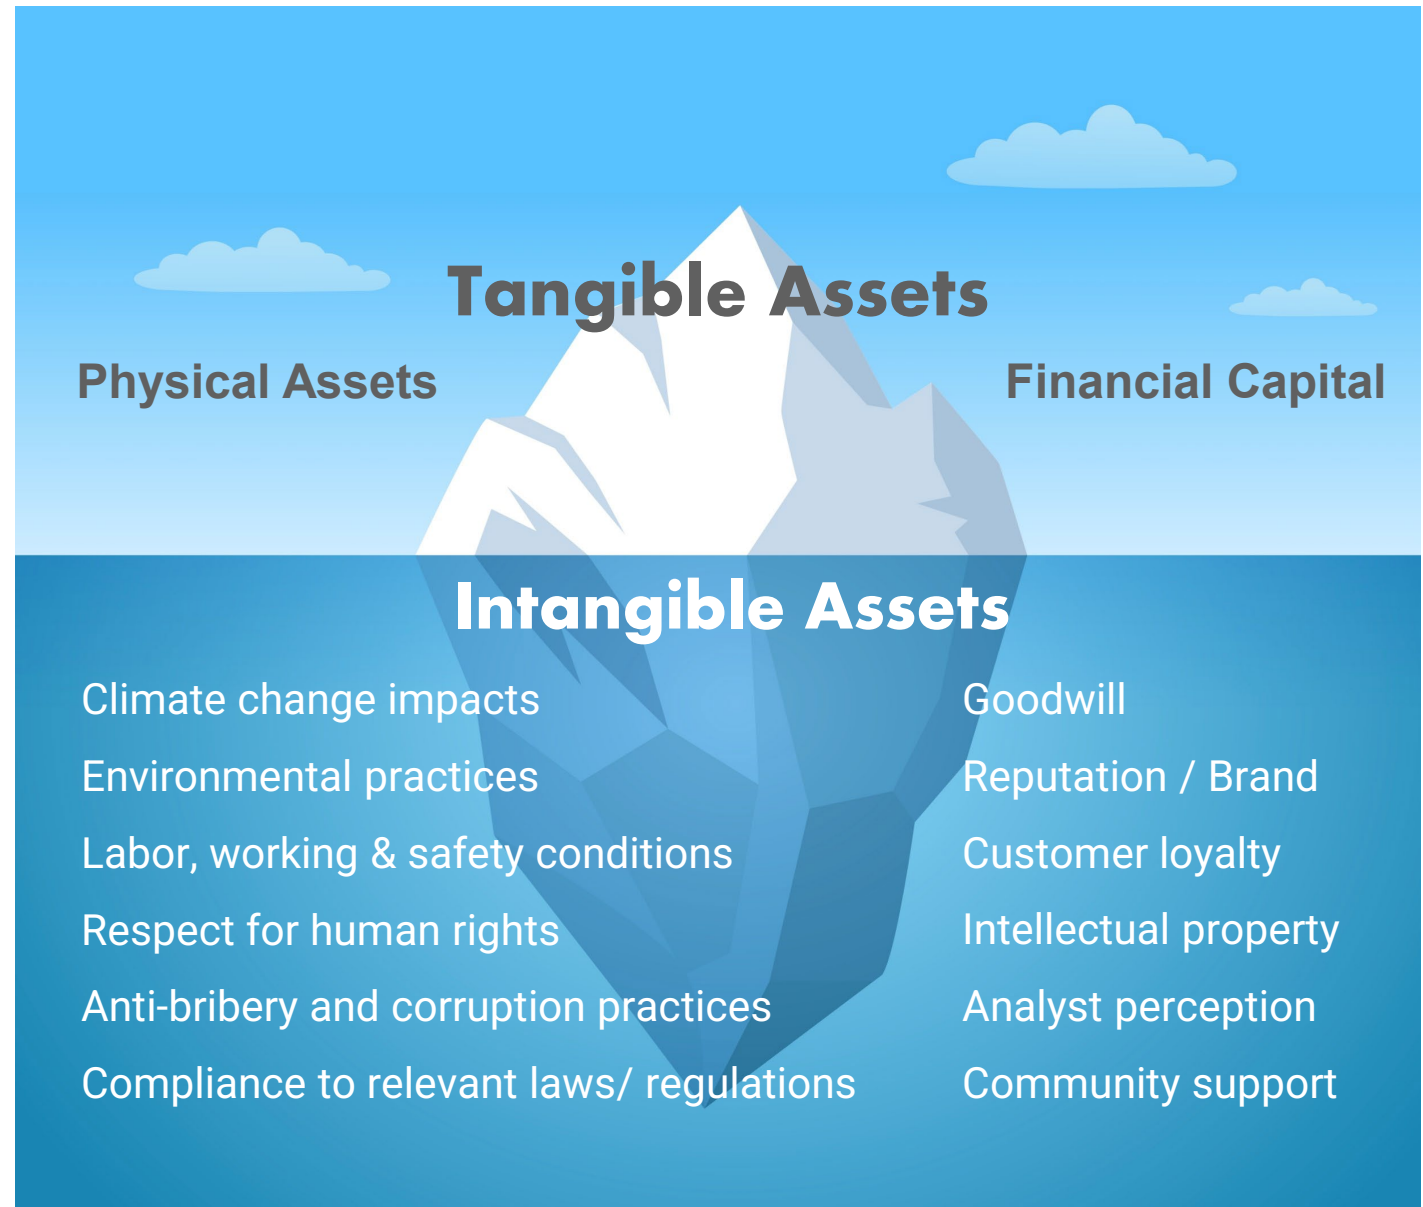 Tangible Assets
Physical Assets
Financial Capital
Intangible Assets
Climate change impacts
Environmental practices
Labor, working & safety conditions
Respect for human rights
Anti-bribery and corruption practices
Compliance to relevant laws/ regulations
Goodwill
Reputation / Brand
Customer loyalty
Intellectual property
Analyst perception
Community support